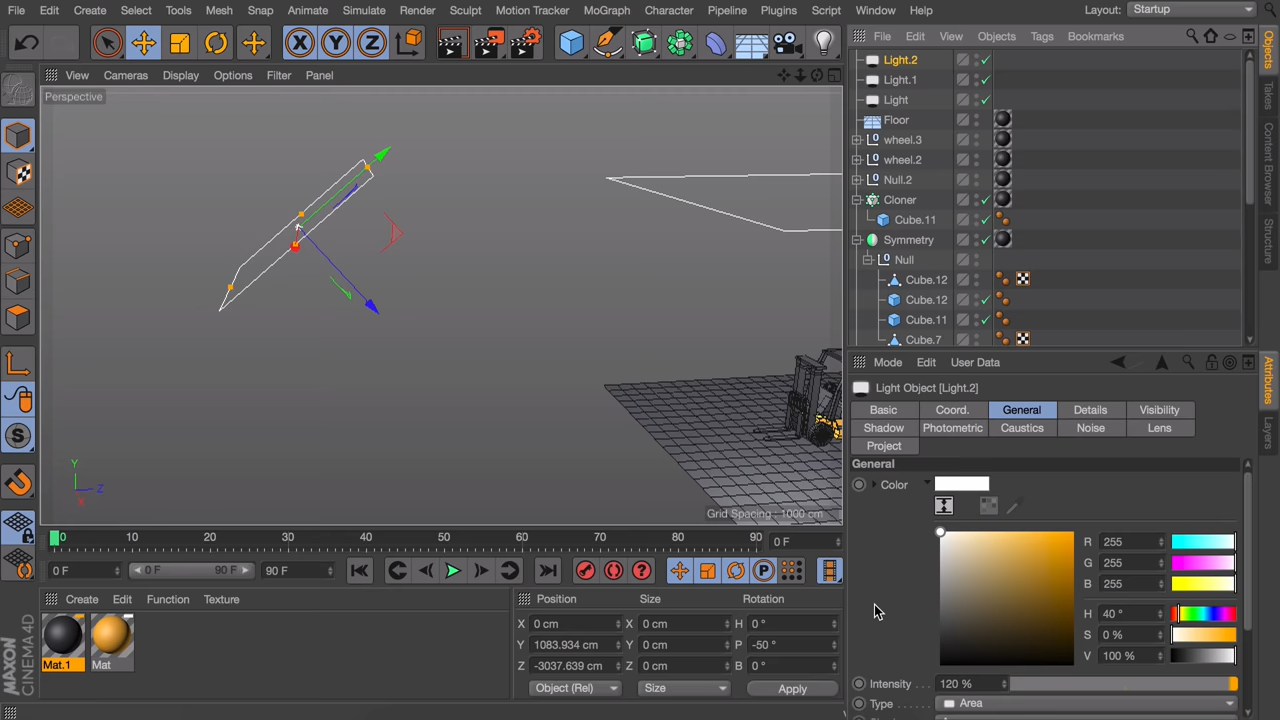 File Edit Create Select Tools Mesh Snap Animate Simulate Render Sculpt Motion Tracker MoGraph Character Pipeline Plugins Script Window Help Layout: Startup
File Edit View Objects Tags Bookmarks
View Cameras Display Options Filter Panel
Perspective
Light.2
Light.1
Light
Floor
wheel.3
wheel.2
Null.2
Cloner
Cube.11
Symmetry
Null
Cube.12
Cube.12
Cube.11
Cube.7
Objects
Takes
Content Browser
Structure
Mode Edit User Data
Light Object [Light.2]
Basic Coord. General Details Visibility
Shadow Photometric Caustics Noise Lens
Project
General
Color
R 255
G 255
B 255
H 40 °
S 0 %
V 100 %
Intensity . . . 120 %
Type . . . . . . Area
Attributes
Layers
Y
Z
X
Grid Spacing : 1000 cm
0 10 20 30 40 50 60 70 80 90 0 F
0 F 0 F 90 F 90 F
Create Edit Function Texture
Mat.1 Mat
Position Size Rotation
X 0 cm X 0 cm H 0 °
Y 1083.934 cm Y 0 cm P -50 °
Z -3037.639 cm Z 0 cm B 0 °
Object (Rel) Size Apply
MAXON
CINEMA 4D